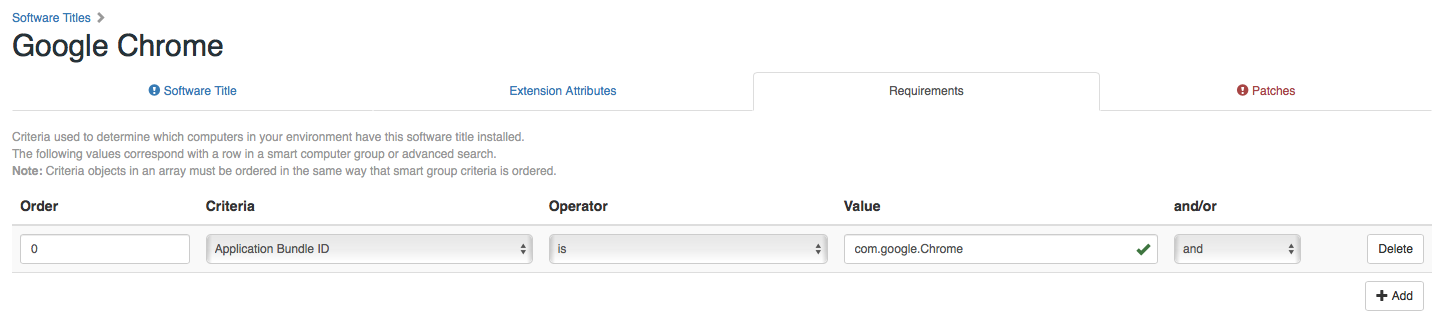 Software Titles
Google Chrome
Software Title Extension Attributes Requirements Patches
Criteria used to determine which computers in your environment have this software title installed.
The following values correspond with a row in a smart computer group or advanced search.
Note: Criteria objects in an array must be ordered in the same way that smart group criteria is ordered.
Order Criteria Operator Value and/or
0 Application Bundle ID is com.google.Chrome and Delete
Add